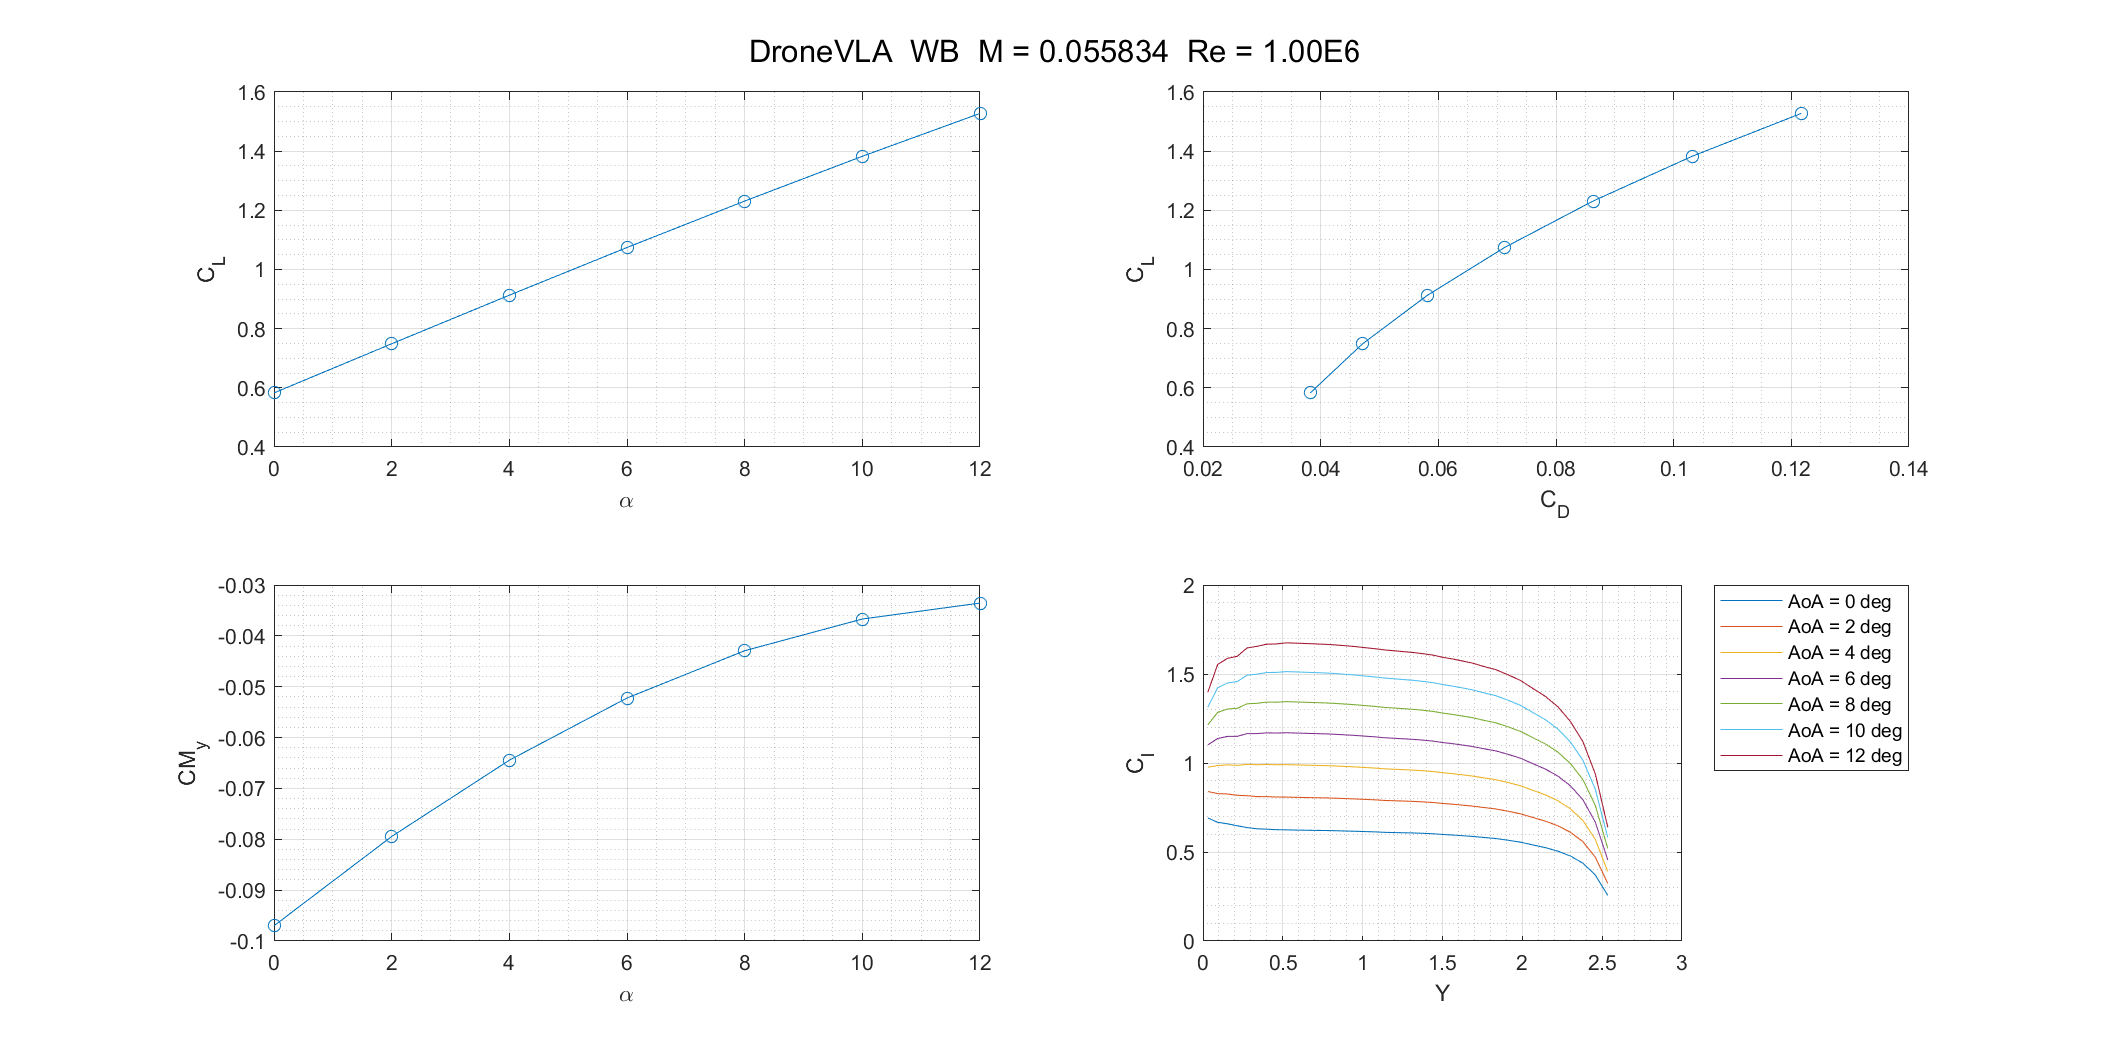 DroneVLA WB M = 0.055834 Re = 1.00E6
1.6
1.4
1.2
1
0.8
0.6
0.4
C_L
0 2 4 6 8 10 12
α
1.6
1.4
1.2
1
0.8
0.6
0.4
C_L
0.02 0.04 0.06 0.08 0.1 0.12 0.14
C_D
-0.03
-0.04
-0.05
-0.06
-0.07
-0.08
-0.09
-0.1
CM_y
0 2 4 6 8 10 12
α
2
1.5
1
0.5
0
C_l
0 0.5 1 1.5 2 2.5 3
Y
AoA = 0 deg
AoA = 2 deg
AoA = 4 deg
AoA = 6 deg
AoA = 8 deg
AoA = 10 deg
AoA = 12 deg